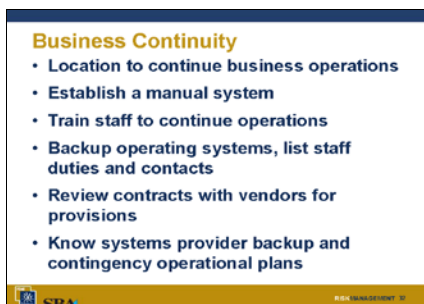 Business Continuity
• Location to continue business operations
• Establish a manual system
• Train staff to continue operations
• Backup operating systems, list staff
duties and contacts
• Review contracts with vendors for
provisions
• Know systems provider backup and
contingency operational plans
SBA
RISK MANAGEMENT